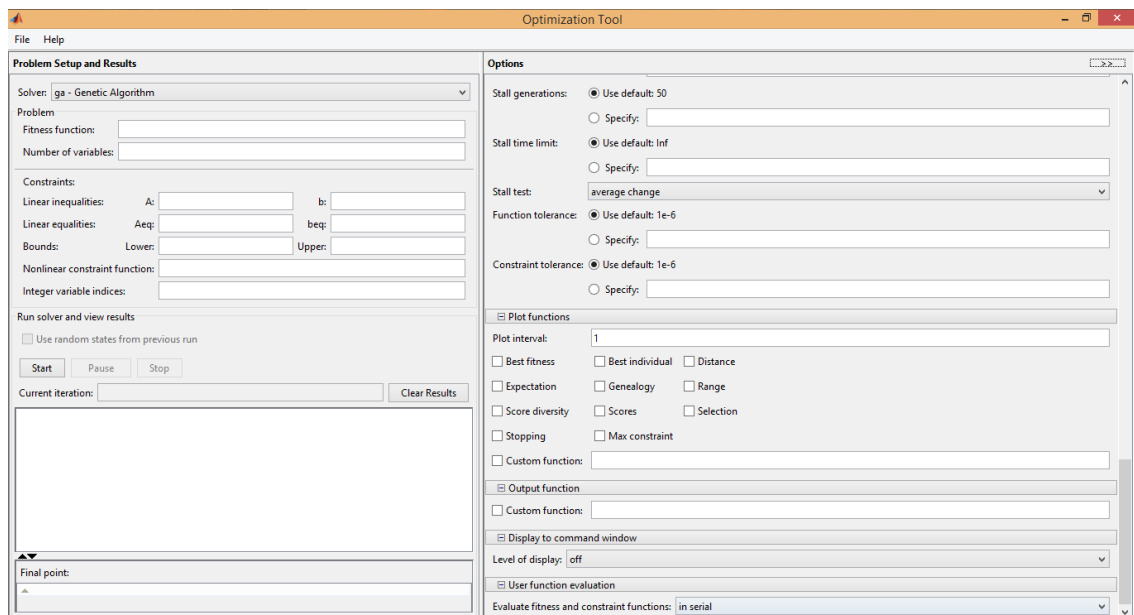 Optimization Tool
File Help
Problem Setup and Results
Solver: ga - Genetic Algorithm
Problem
Fitness function:
Number of variables:
Constraints:
Linear inequalities: A: b:
Linear equalities: Aeq: beq:
Bounds: Lower: Upper:
Nonlinear constraint function:
Integer variable indices:
Run solver and view results
Use random states from previous run
Start Pause Stop
Current iteration: Clear Results
Final point:
Options >>
Stall generations: Use default: 50
Specify:
Stall time limit: Use default: Inf
Specify:
Stall test: average change
Function tolerance: Use default: 1e-6
Specify:
Constraint tolerance: Use default: 1e-6
Specify:
Plot functions
Plot interval: 1
Best fitness Best individual Distance
Expectation Genealogy Range
Score diversity Scores Selection
Stopping Max constraint
Custom function:
Output function
Custom function:
Display to command window
Level of display: off
User function evaluation
Evaluate fitness and constraint functions: in serial